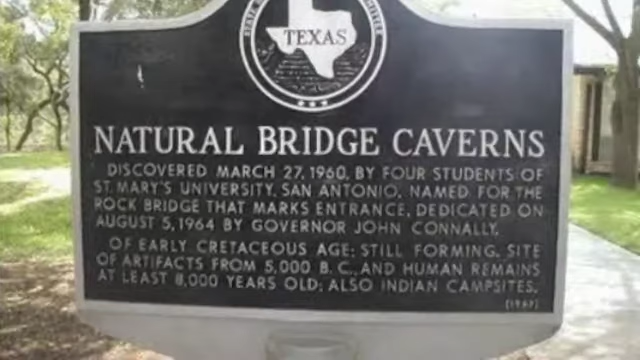 TEXAS
NATURAL BRIDGE CAVERNS
DISCOVERED MARCH 27, 1960, BY FOUR STUDENTS OF
ST. MARY'S UNIVERSITY, SAN ANTONIO. NAMED FOR THE
ROCK BRIDGE THAT MARKS ENTRANCE. DEDICATED ON
AUGUST 5, 1964 BY GOVERNOR JOHN CONNALLY.
OF EARLY CRETACEOUS AGE; STILL FORMING. SITE
OF ARTIFACTS FROM 5,000 B.C., AND HUMAN REMAINS
AT LEAST 8,000 YEARS OLD; ALSO INDIAN CAMPSITES.
(1967)